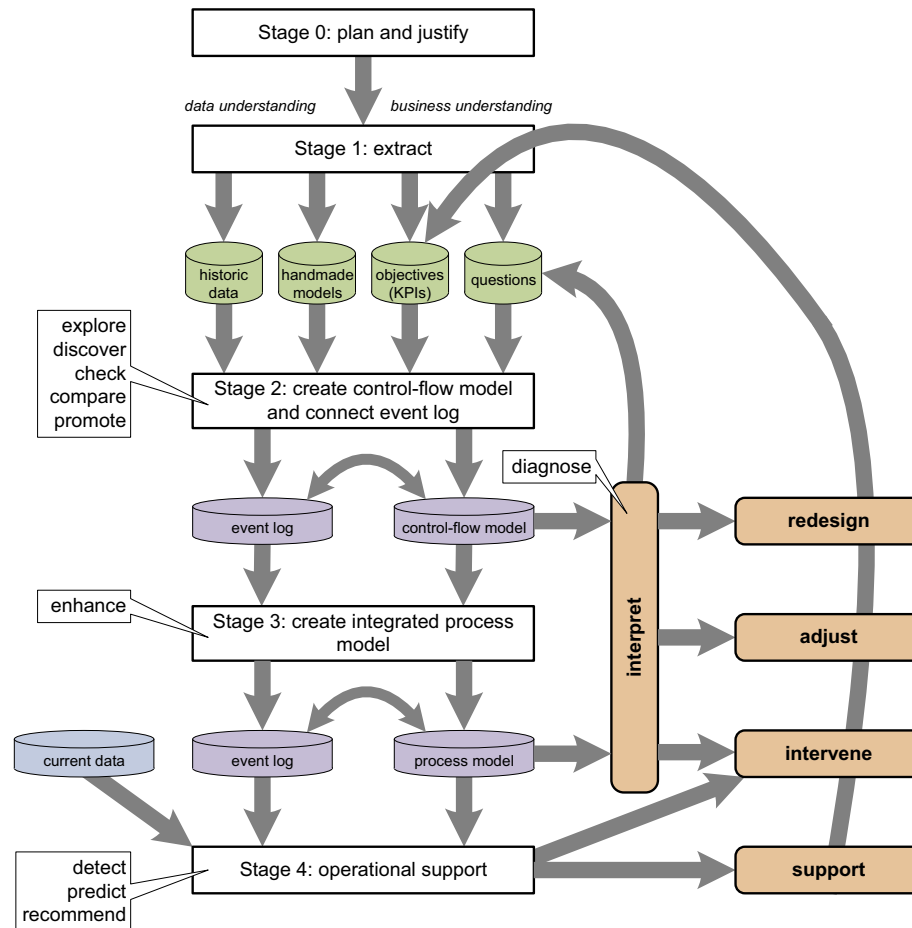 Stage 0: plan and justify
data understanding
business understanding
Stage 1: extract
historic
data
handmade
models
objectives
(KPIs)
questions
explore
discover
check
compare
promote
Stage 2: create control-flow model
and connect event log
diagnose
event log
control-flow model
redesign
enhance
Stage 3: create integrated process
model
interpret
adjust
current data
event log
process model
intervene
detect
predict
recommend
Stage 4: operational support
support